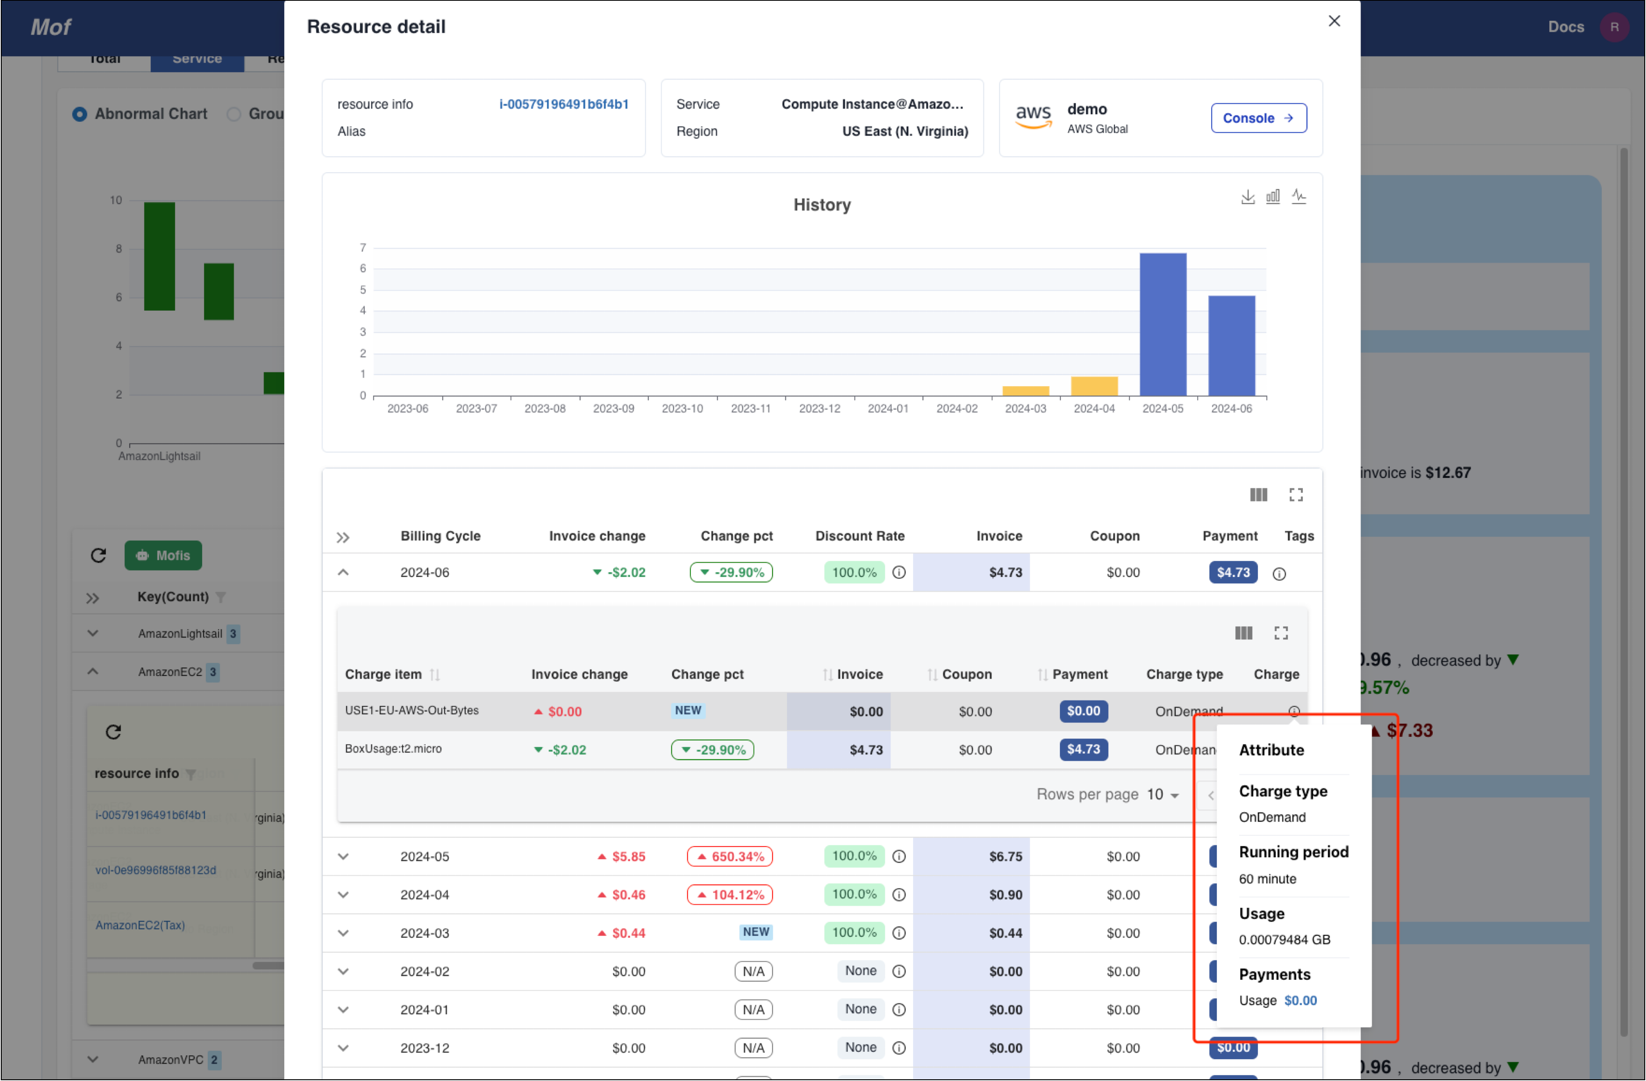 Mof
Resource detail
Docs
R
Total
Service
Re
Abnormal Chart
Grou
resource info
i-00579196491b6f4b1
Alias
Service
Compute Instance@Amazo...
Region
US East (N. Virginia)
aws
demo
AWS Global
Console →
History
7
6
5
4
3
2
1
0
2023-06
2023-07
2023-08
2023-09
2023-10
2023-11
2023-12
2024-01
2024-02
2024-03
2024-04
2024-05
2024-06
10
8
6
4
2
0
AmazonLightsail
invoice is $12.67
Mofis
Key(Count)
AmazonLightsail 3
AmazonEC2 3
resource info
i-00579196491b6f4b1
rginia)
vol-0e96996f85f88123d
rginia)
AmazonEC2(Tax)
AmazonVPC 2
Billing Cycle Invoice change Change pct Discount Rate Invoice Coupon Payment Tags
2024-06 -$2.02 -29.90% 100.0% $4.73 $0.00 $4.73
Charge item Invoice change Change pct Invoice Coupon Payment Charge type Charge
USE1-EU-AWS-Out-Bytes $0.00 NEW $0.00 $0.00 $0.00 OnDemand
BoxUsage:t2.micro -$2.02 -29.90% $4.73 $0.00 $4.73 OnDeman
Rows per page 10
2024-05 $5.85 650.34% 100.0% $6.75 $0.00
2024-04 $0.46 104.12% 100.0% $0.90 $0.00
2024-03 $0.44 NEW 100.0% $0.44 $0.00
2024-02 $0.00 N/A None $0.00 $0.00
2024-01 $0.00 N/A None $0.00 $0.00
2023-12 $0.00 N/A None $0.00 $0.00 $0.00
Attribute
Charge type
OnDemand
Running period
60 minute
Usage
0.00079484 GB
Payments
Usage $0.00
0.96 , decreased by
9.57%
$7.33
0.96 , decreased by